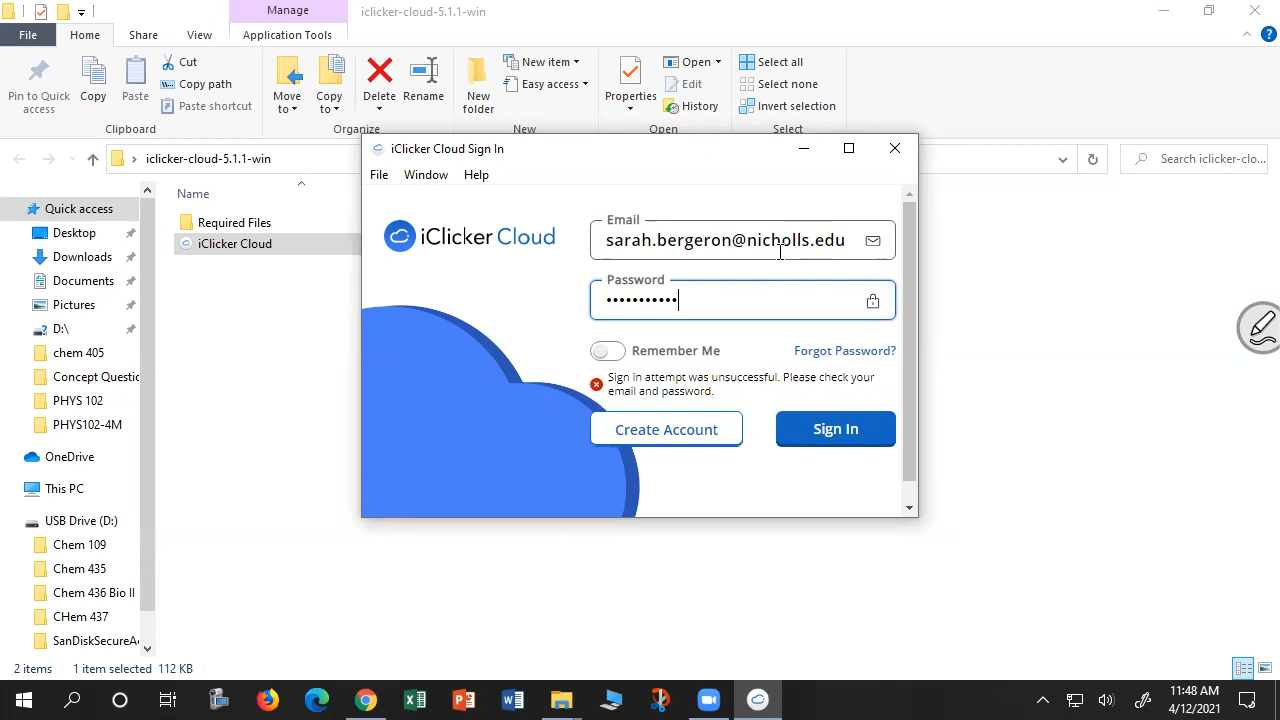 Manage
iclicker-cloud-5.1.1-win
File
Home
Share
View
Application Tools
Pin to Quick access
Copy
Paste
Cut
Copy path
Paste shortcut
Clipboard
Move to
Copy to
Delete
Rename
Organize
New folder
New item
Easy access
New
Properties
Open
Edit
History
Open
Select all
Select none
Invert selection
Select
iclicker-cloud-5.1.1-win
Search iclicker-clo...
Quick access
Desktop
Downloads
Documents
Pictures
D:\
chem 405
Concept Questic
PHYS 102
PHYS102-4M
OneDrive
This PC
USB Drive (D:)
Chem 109
Chem 435
Chem 436 Bio II
CHem 437
SanDiskSecureA
Name
Required Files
iClicker Cloud
iClicker Cloud Sign In
File
Window
Help
iClicker Cloud
Email
sarah.bergeron@nicholls.edu
Password
Remember Me
Forgot Password?
Sign in attempt was unsuccessful. Please check your
email and password.
Create Account
Sign In
2 items
1 item selected
112 KB
11:48 AM
4/12/2021